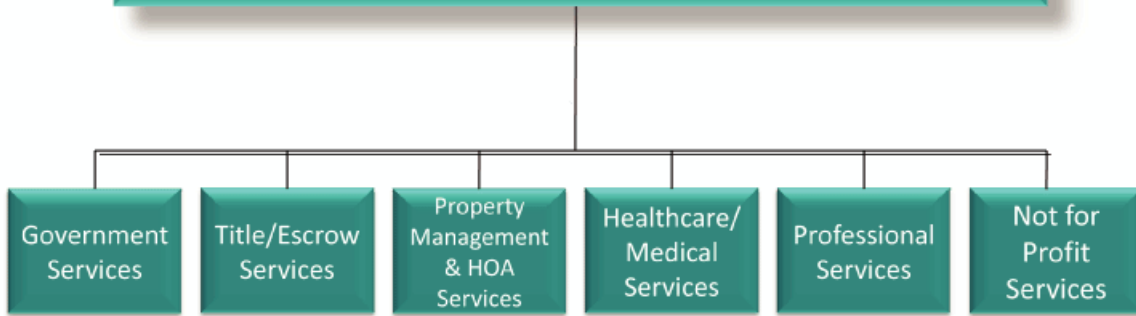 Government
Services
Title/Escrow
Services
Property
Management
& HOA
Services
Healthcare/
Medical
Services
Professional
Services
Not for
Profit
Services